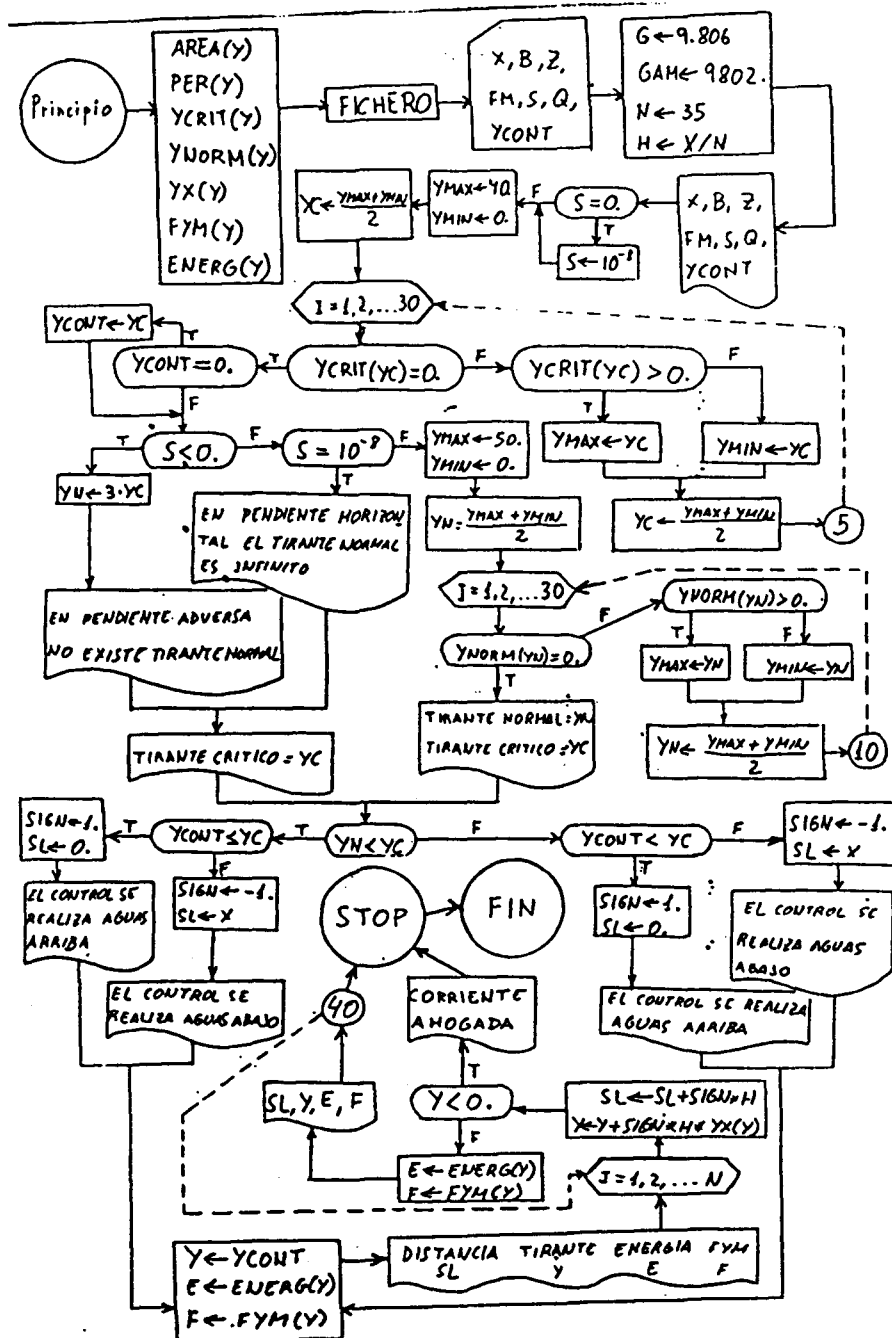 Principio
AREA(Y)
PER(Y)
YCRIT(Y)
YNORM(Y)
YX(Y)
FYM(Y)
ENERG(Y)
FICHERO
X, B, Z,
FM, S, Q,
YCONT
G←9.806
GAM←9802.
N←35
H←X/N
X, B, Z,
FM, S, Q,
YCONT
S=0.
F
T
S←10⁻⁸
YMAX←40.
YMIN←0.
YC←(YMAX+YMIN)/2
I=1,2,...30
YCONT←YC
T
YCONT=0.
T
YCRIT(YC)=0.
F
YCRIT(YC)>0.
F
F
T
YMAX←YC
YMIN←YC
YC←(YMAX+YMIN)/2
5
T
S<0.
F
S=10⁻⁸
F
T
YMAX←50.
YMIN←0.
YN←3·YC
EN PENDIENTE HORIZON
TAL EL TIRANTE NORMAL
ES INFINITO
YN=(YMAX+YMIN)/2
I=1,2,...30
EN PENDIENTE ADVERSA
NO EXISTE TIRANTE NORMAL
YNORM(YN)=0.
F
YNORM(YN)>0.
T
F
YMAX←YN
YMIN←YN
T
TIRANTE NORMAL=YN
TIRANTE CRITICO=YC
YN←(YMAX+YMIN)/2
10
TIRANTE CRITICO=YC
SIGN←1.
SL←0.
T
YCONT≤YC
T
YN<YC
F
YCONT<YC
F
SIGN←-1.
SL←X
EL CONTROL SE
REALIZA AGUAS
ARRIBA
F
SIGN←-1.
SL←X
STOP
FIN
T
SIGN←1.
SL←0.
EL CONTROL SE
REALIZA AGUAS
ABAJO
EL CONTROL SE
REALIZA AGUAS ABAJO
40
CORRIENTE
AHOGADA
EL CONTROL SE REALIZA
AGUAS ARRIBA
T
SL, Y, E, F
Y<0.
SL←SL+SIGN*H
Y←Y+SIGN*H*YX(Y)
F
E←ENERG(Y)
F←FYM(Y)
I=1,2,...N
Y←YCONT
E←ENERG(Y)
F←.FYM(Y)
DISTANCIA TIRANTE ENERGIA FYM
SL Y E F